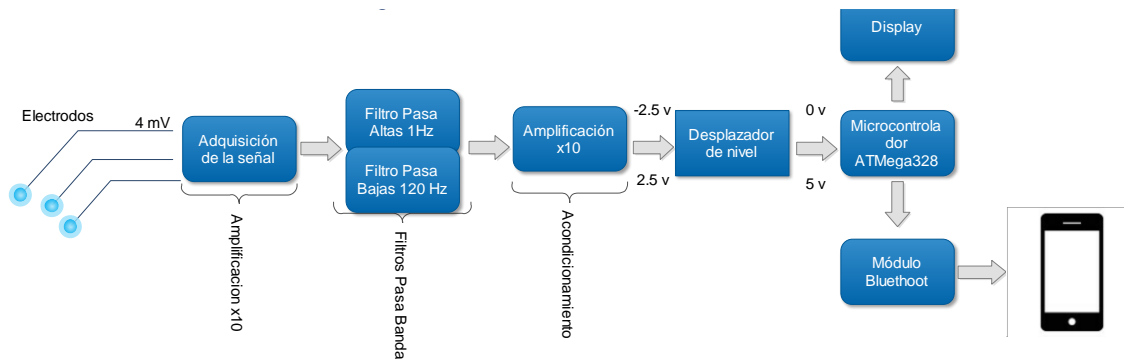 Electrodos
4 mV
Adquisición
de la señal
Amplificacion x10
Filtro Pasa
Altas 1Hz
Filtro Pasa
Bajas 120 Hz
Filtros Pasa Banda
Amplificación
x10
Acondicionamiento
-2.5 v
2.5 v
Desplazador
de nivel
0 v
5 v
Display
Microcontrola
dor
ATMega328
Módulo
Bluethoot